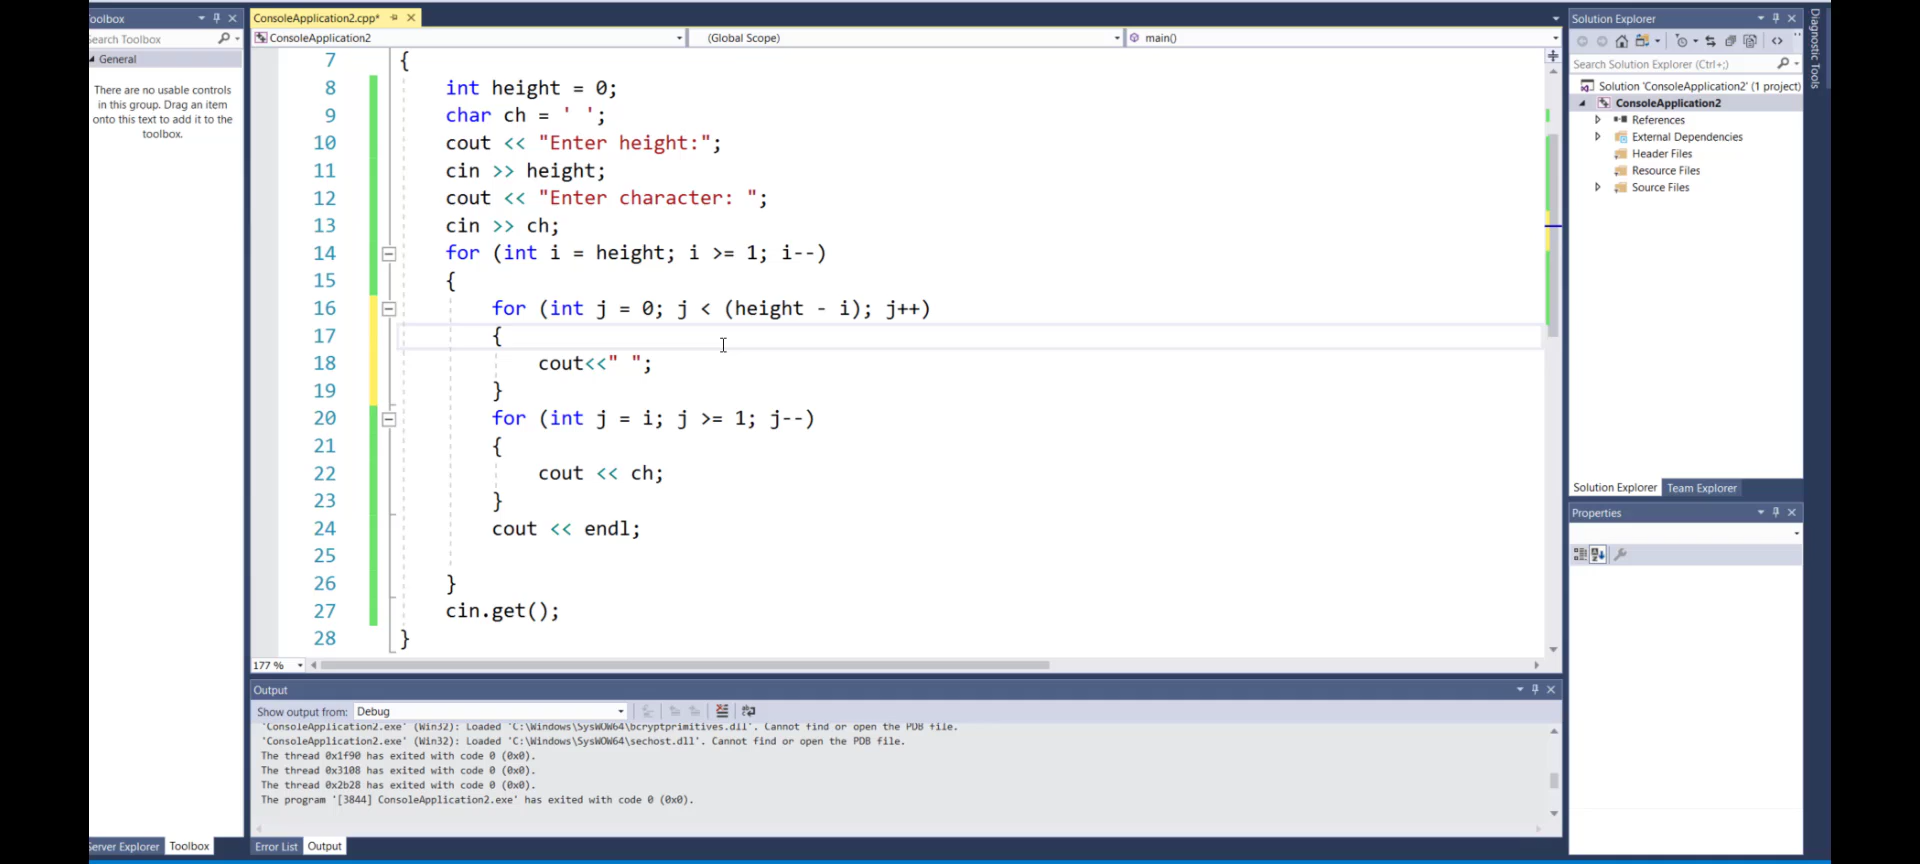 oolbox
earch Toolbox
General
There are no usable controls
in this group. Drag an item
onto this text to add it to the
toolbox.
erver Explorer
Toolbox
ConsoleApplication2.cpp*
ConsoleApplication2
(Global Scope)
main()
7 {
8 int height = 0;
9 char ch = ' ';
10 cout << "Enter height:";
11 cin >> height;
12 cout << "Enter character: ";
13 cin >> ch;
14 for (int i = height; i >= 1; i--)
15 {
16 for (int j = 0; j < (height - i); j++)
17 {
18 cout<<" ";
19 }
20 for (int j = i; j >= 1; j--)
21 {
22 cout << ch;
23 }
24 cout << endl;
25
26 }
27 cin.get();
28 }
177 %
Output
Show output from: Debug
'ConsoleApplication2.exe' (Win32): Loaded 'C:\Windows\SysWOW64\bcryptprimitives.dll'. Cannot find or open the PDB file.
'ConsoleApplication2.exe' (Win32): Loaded 'C:\Windows\SysWOW64\sechost.dll'. Cannot find or open the PDB file.
The thread 0x1f90 has exited with code 0 (0x0).
The thread 0x3108 has exited with code 0 (0x0).
The thread 0x2b28 has exited with code 0 (0x0).
The program '[3844] ConsoleApplication2.exe' has exited with code 0 (0x0).
Error List
Output
Solution Explorer
Search Solution Explorer (Ctrl+;)
Solution 'ConsoleApplication2' (1 project)
ConsoleApplication2
References
External Dependencies
Header Files
Resource Files
Source Files
Solution Explorer
Team Explorer
Properties
Diagnostic Tools